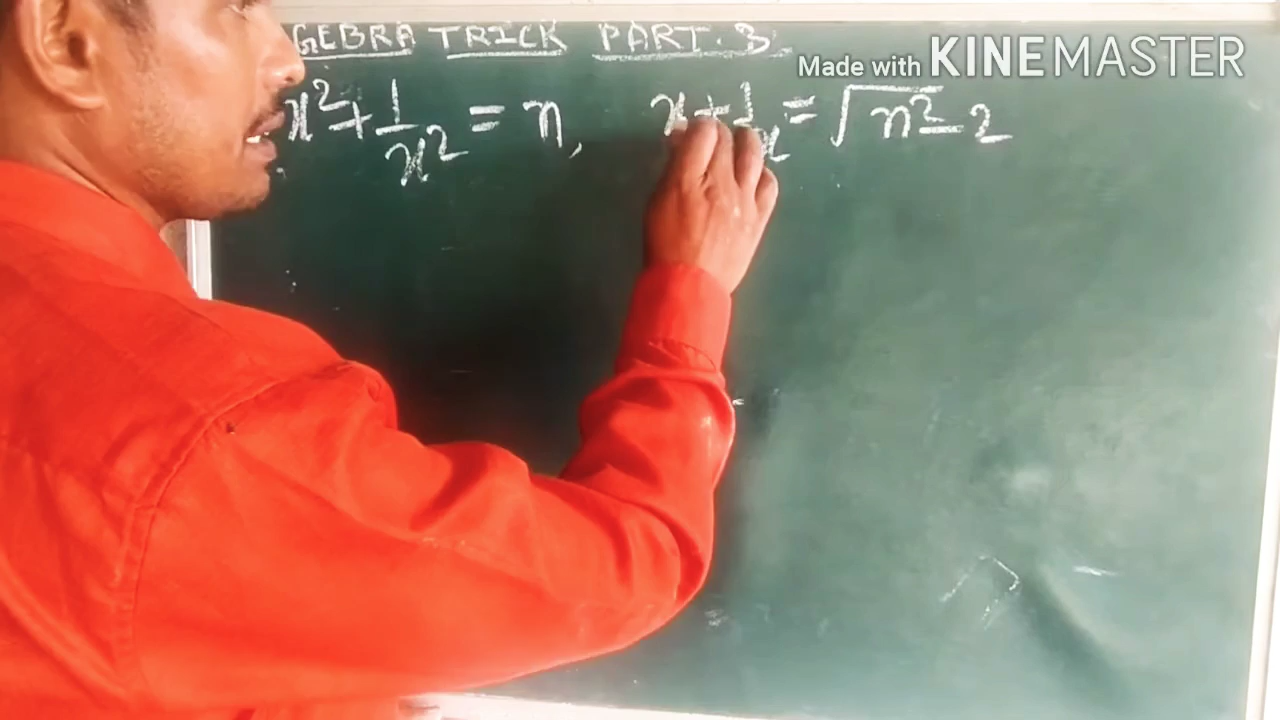 GEBRA TRICK PART. 3
Made with KINEMASTER
x² + 1/x² = n, x + 1/x = √n² - 2